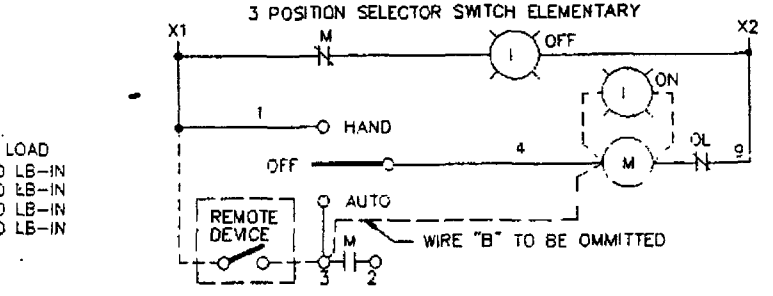 3 POSITION SELECTOR SWITCH ELEMENTARY
X1
X2
M
I
OFF
I
ON
1
HAND
LOAD
LB-IN
LB-IN
LB-IN
LB-IN
OFF
4
M
OL
9
AUTO
REMOTE
DEVICE
M
WIRE "B" TO BE OMMITTED
3
2